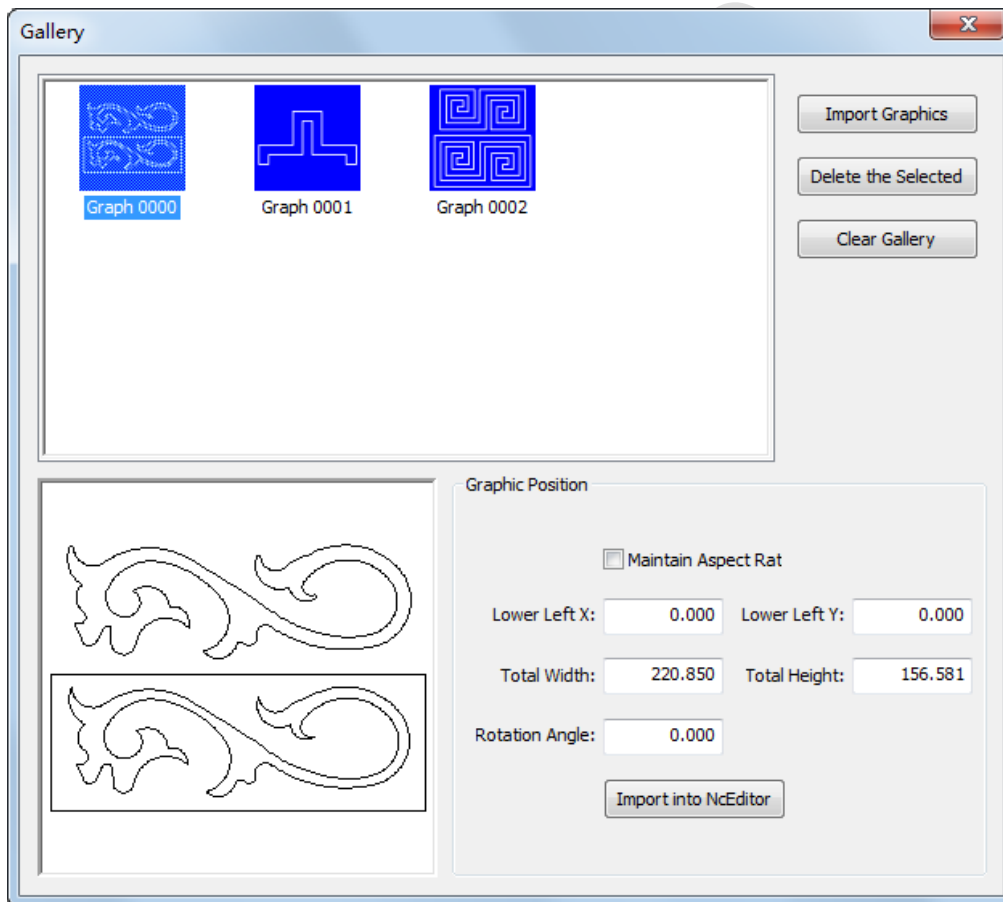 Gallery
Import Graphics
Delete the Selected
Graph 0000 Graph 0001 Graph 0002
Clear Gallery
Graphic Position
Maintain Aspect Rat
Lower Left X: 0.000 Lower Left Y: 0.000
Total Width: 220.850 Total Height: 156.581
Rotation Angle: 0.000
Import into NcEditor